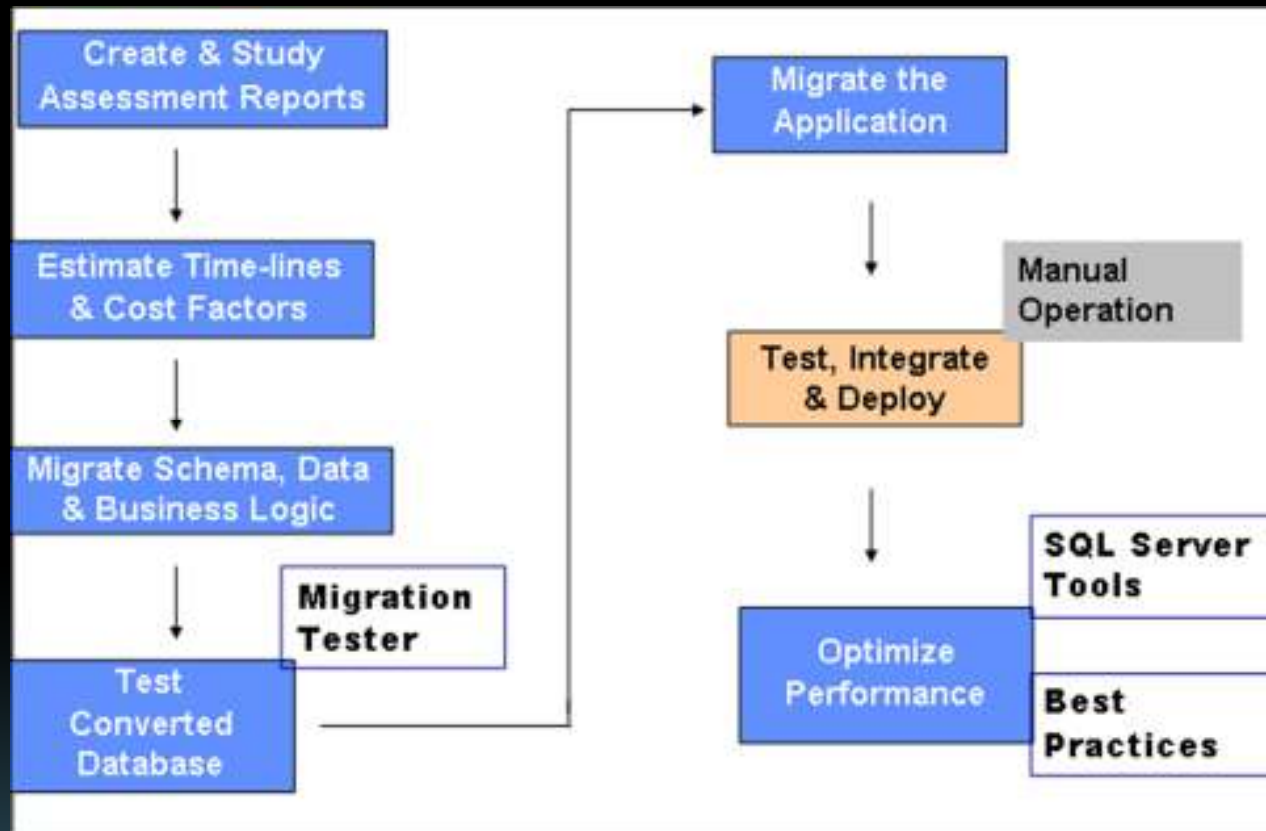 Create & Study
Assessment Reports
Estimate Time-lines
& Cost Factors
Migrate Schema, Data
& Business Logic
Migration
Tester
Test
Converted
Database
Migrate the
Application
Manual
Operation
Test, Integrate
& Deploy
SQL Server
Tools
Optimize
Performance
Best
Practices